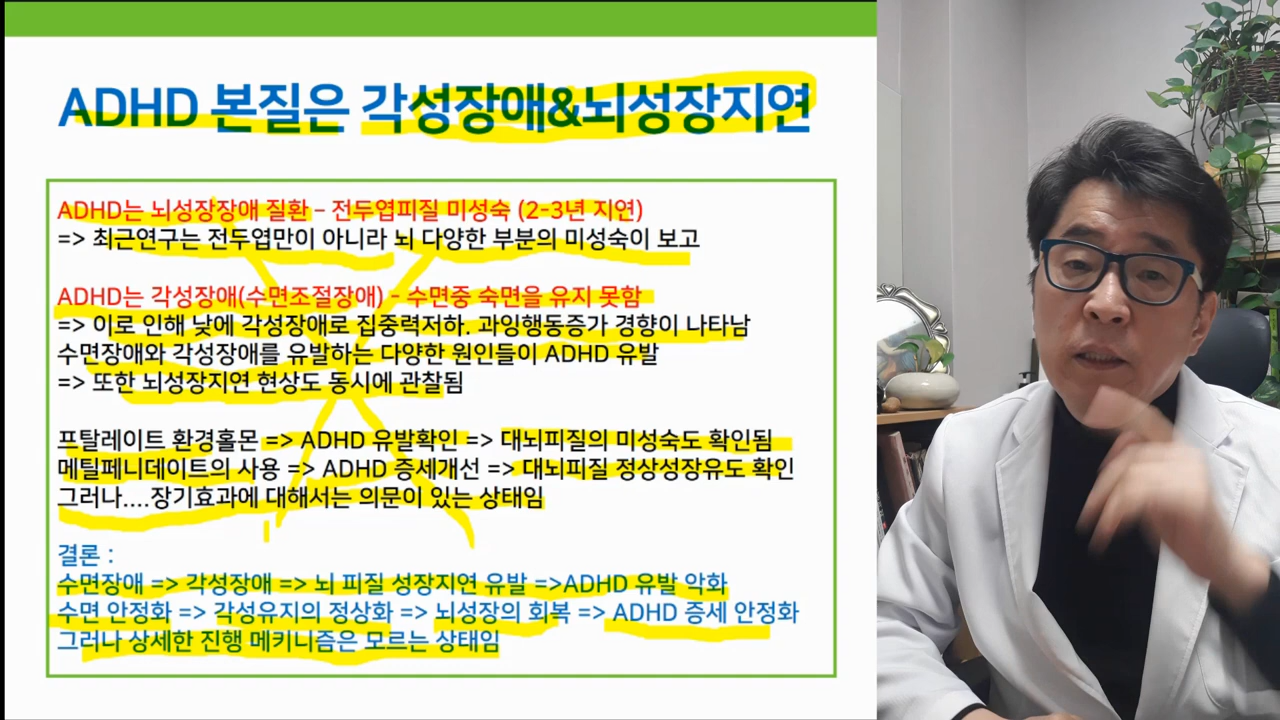 ADHD 본질은 각성장애&뇌성장지연
ADHD는 뇌성장장애 질환 – 전두엽피질 미성숙 (2-3년 지연)
=> 최근연구는 전두엽만이 아니라 뇌 다양한 부분의 미성숙이 보고
ADHD는 각성장애(수면조절장애) - 수면중 숙면을 유지 못함
=> 이로 인해 낮에 각성장애로 집중력저하. 과잉행동증가 경향이 나타남
수면장애와 각성장애를 유발하는 다양한 원인들이 ADHD 유발
=> 또한 뇌성장지연 현상도 동시에 관찰됨
프탈레이트 환경홀몬 => ADHD 유발확인 => 대뇌피질의 미성숙도 확인됨
메틸페니데이트의 사용 => ADHD 증세개선 => 대뇌피질 정상성장유도 확인
그러나....장기효과에 대해서는 의문이 있는 상태임
결론 :
수면장애 => 각성장애 => 뇌 피질 성장지연 유발 =>ADHD 유발 악화
수면 안정화 => 각성유지의 정상화 => 뇌성장의 회복 => ADHD 증세 안정화
그러나 상세한 진행 메키니즘은 모르는 상태임